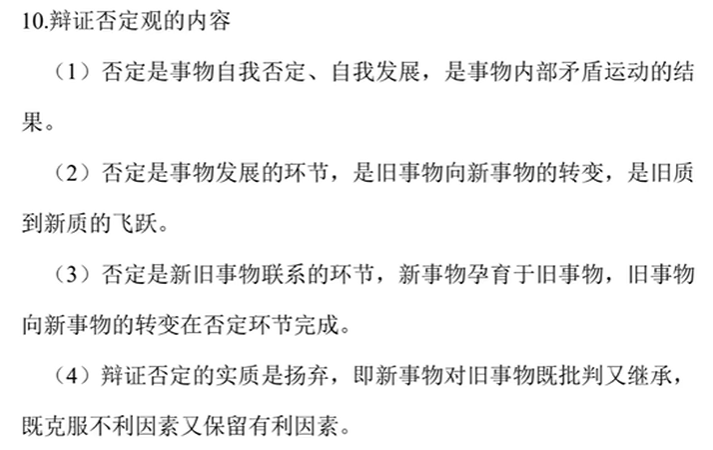 10.辩证否定观的内容
（1）否定是事物自我否定、自我发展，是事物内部矛盾运动的结
果。
（2）否定是事物发展的环节，是旧事物向新事物的转变，是旧质
到新质的飞跃。
（3）否定是新旧事物联系的环节，新事物孕育于旧事物，旧事物
向新事物的转变在否定环节完成。
（4）辩证否定的实质是扬弃，即新事物对旧事物既批判又继承，
既克服不利因素又保留有利因素。